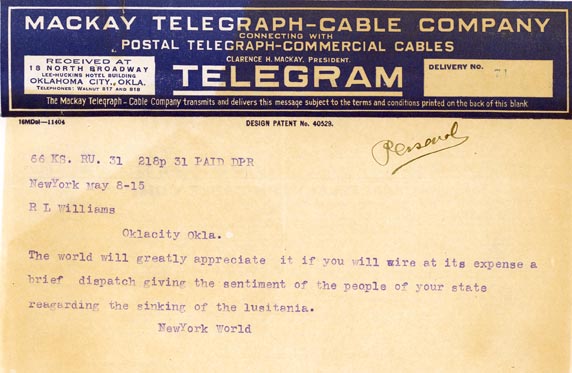 MACKAY TELEGRAPH-CABLE COMPANY
CONNECTING WITH
POSTAL TELEGRAPH-COMMERCIAL CABLES
CLARENCE H. MACKAY, PRESIDENT.
RECEIVED AT
18 NORTH BROADWAY
LEE-HUCKINS HOTEL BUILDING
OKLAHOMA CITY, OKLA.
TELEPHONES: WALNUT 817 AND 818
TELEGRAM
DELIVERY NO.
71
The Mackay Telegraph-Cable Company transmits and delivers this message subject to the terms and conditions printed on the back of this blank
16MDal—11404
DESIGN PATENT No. 40529.
Personal
66 KS. RU. 31 218p 31 PAID DPR
NewYork may 8-15
R L Williams
Oklacity Okla.
The world will greatly appreciate it if you will wire at its expense a
brief dispatch giving the sentiment of the people of your state
reagarding the sinking of the lusitania.
NewYork World